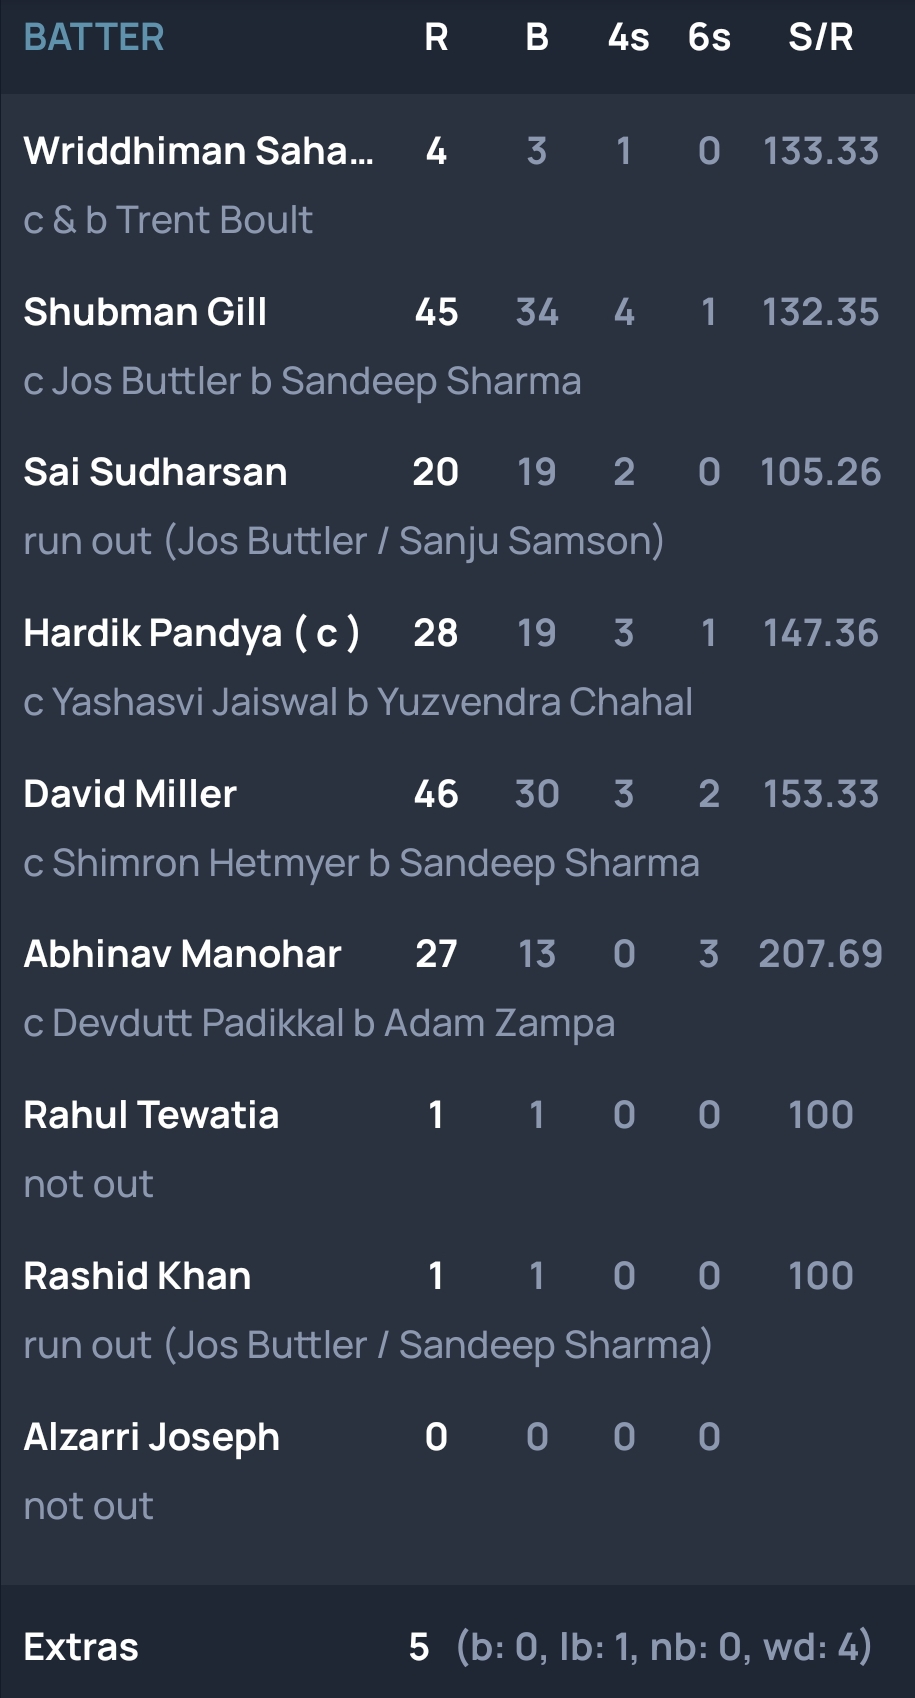 BATTER R B 4s 6s S/R
Wriddhiman Saha... 4 3 1 0 133.33
c & b Trent Boult
Shubman Gill 45 34 4 1 132.35
c Jos Buttler b Sandeep Sharma
Sai Sudharsan 20 19 2 0 105.26
run out (Jos Buttler / Sanju Samson)
Hardik Pandya ( c ) 28 19 3 1 147.36
c Yashasvi Jaiswal b Yuzvendra Chahal
David Miller 46 30 3 2 153.33
c Shimron Hetmyer b Sandeep Sharma
Abhinav Manohar 27 13 0 3 207.69
c Devdutt Padikkal b Adam Zampa
Rahul Tewatia 1 1 0 0 100
not out
Rashid Khan 1 1 0 0 100
run out (Jos Buttler / Sandeep Sharma)
Alzarri Joseph 0 0 0 0
not out
Extras 5 (b: 0, lb: 1, nb: 0, wd: 4)